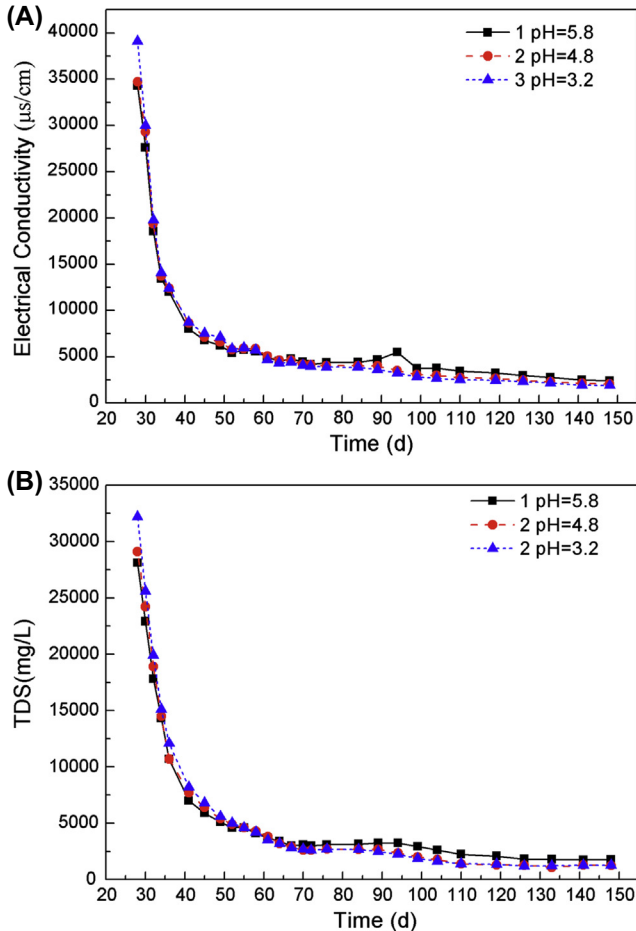 (A)
1 pH=5.8
2 pH=4.8
3 pH=3.2
Electrical Conductivity (μs/cm)
40000
35000
30000
25000
20000
15000
10000
5000
0
20 30 40 50 60 70 80 90 100 110 120 130 140 150
Time (d)
(B)
1 pH=5.8
2 pH=4.8
2 pH=3.2
TDS(mg/L)
35000
30000
25000
20000
15000
10000
5000
0
20 30 40 50 60 70 80 90 100 110 120 130 140 150
Time (d)